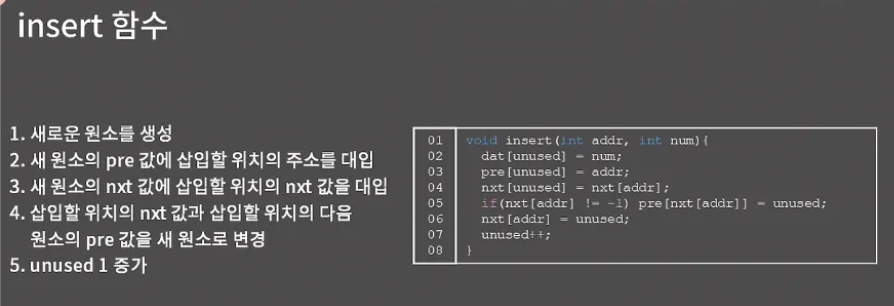 insert 함수
1. 새로운 원소를 생성
2. 새 원소의 pre 값에 삽입할 위치의 주소를 대입
3. 새 원소의 nxt 값에 삽입할 위치의 nxt 값을 대입
4. 삽입할 위치의 nxt 값과 삽입할 위치의 다음
원소의 pre 값을 새 원소로 변경
5. unused 1 증가
01 void insert(int addr, int num){
02 dat[unused] = num;
03 pre[unused] = addr;
04 nxt[unused] = nxt[addr];
05 if(nxt[addr] != -1) pre[nxt[addr]] = unused;
06 nxt[addr] = unused;
07 unused++;
08 }